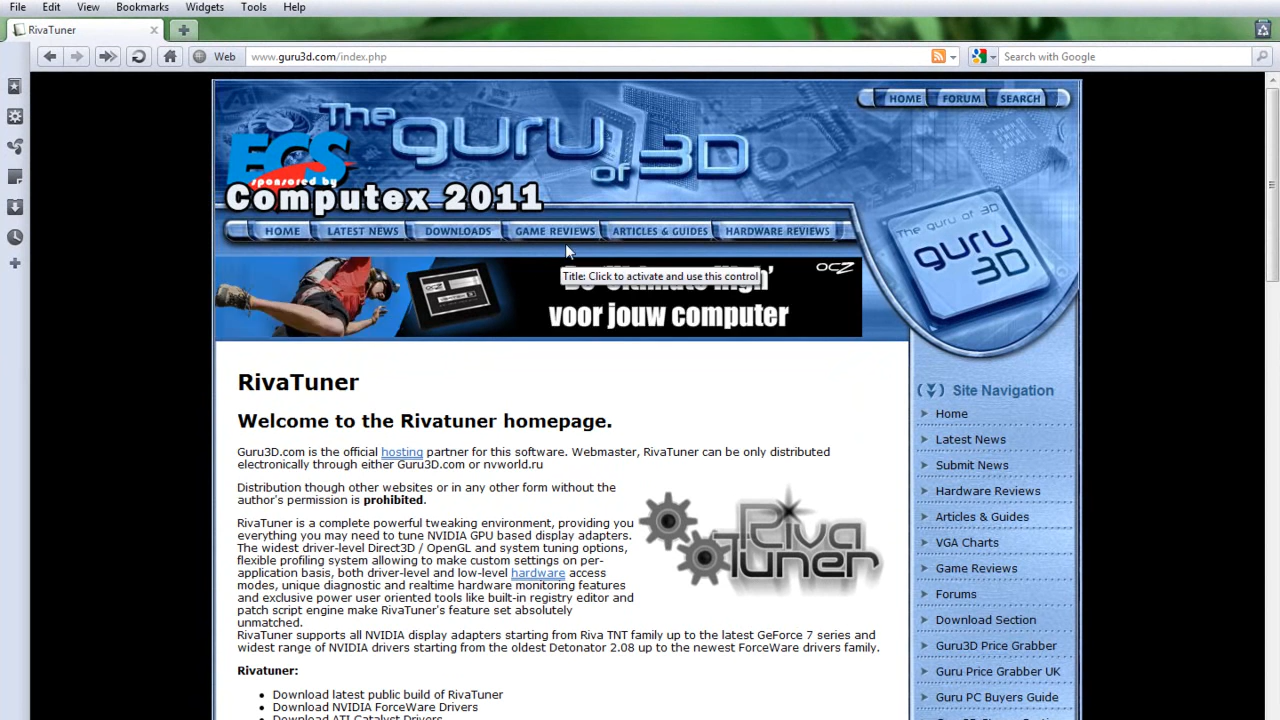 File Edit View Bookmarks Widgets Tools Help
RivaTuner
Web www.guru3d.com/index.php Search with Google
HOME FORUM SEARCH
The guru of 3D
ECS
sponsored by
Computex 2011
The guru of 3D
guru
3D
HOME LATEST NEWS DOWNLOADS GAME REVIEWS ARTICLES & GUIDES HARDWARE REVIEWS
OCZ
Title: Click to activate and use this control
voor jouw computer
RivaTuner
Welcome to the Rivatuner homepage.
Guru3D.com is the official hosting partner for this software. Webmaster, RivaTuner can be only distributed
electronically through either Guru3D.com or nvworld.ru
Distribution though other websites or in any other form without the
author's permission is prohibited.
RivaTuner is a complete powerful tweaking environment, providing you
everything you may need to tune NVIDIA GPU based display adapters.
The widest driver-level Direct3D / OpenGL and system tuning options,
flexible profiling system allowing to make custom settings on per-
application basis, both driver-level and low-level hardware access
modes, unique diagnostic and realtime hardware monitoring features
and exclusive power user oriented tools like built-in registry editor and
patch script engine make RivaTuner's feature set absolutely
unmatched.
Riva
Tuner
RivaTuner supports all NVIDIA display adapters starting from Riva TNT family up to the latest GeForce 7 series and
widest range of NVIDIA drivers starting from the oldest Detonator 2.08 up to the newest ForceWare drivers family.
Rivatuner:
Download latest public build of RivaTuner
Download NVIDIA ForceWare Drivers
Download ATI Catalyst Drivers
Site Navigation
Home
Latest News
Submit News
Hardware Reviews
Articles & Guides
VGA Charts
Game Reviews
Forums
Download Section
Guru3D Price Grabber
Guru Price Grabber UK
Guru PC Buyers Guide